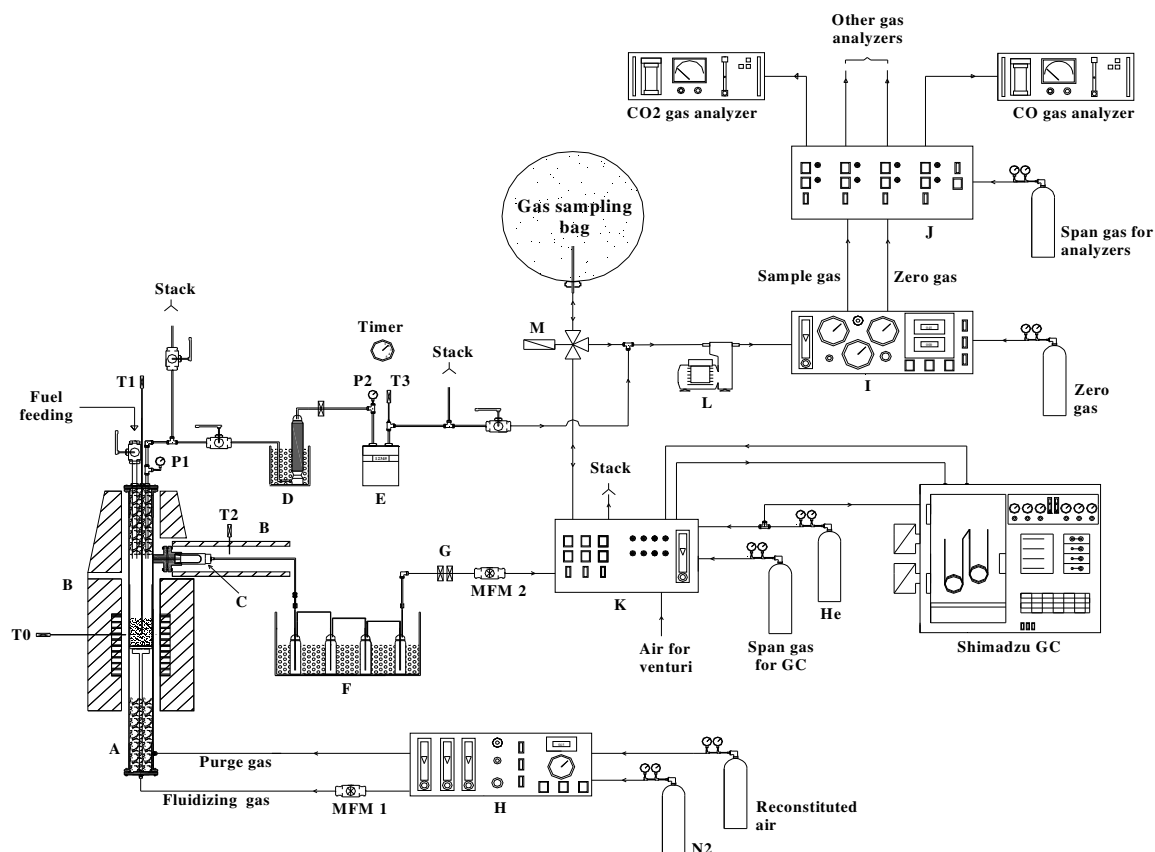 Other gas
analyzers
CO2 gas analyzer
CO gas analyzer
J
Span gas for
analyzers
Gas sampling
bag
Sample gas
Zero gas
Stack
Timer
M
Stack
I
Zero
gas
L
T1
P2
T3
Fuel
feeding
P1
D
E
Stack
T2
B
G
B
C
MFM 2
K
He
T0
Air for
venturi
Span gas
for GC
Shimadzu GC
F
A
Purge gas
Fluidizing gas
MFM 1
H
Reconstituted
air
N2